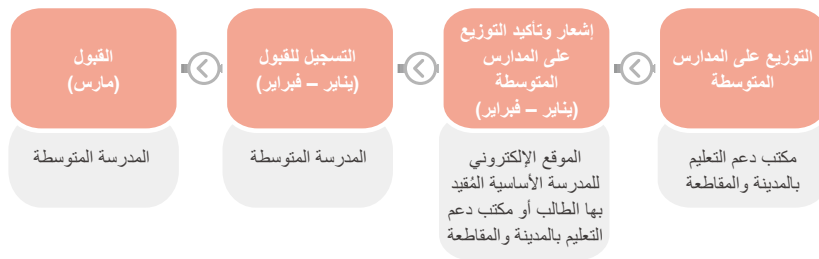 التوزيع على المدارس
المتوسطة
مكتب دعم التعليم
بالمدينة والمقاطعة
إشعار وتأكيد التوزيع
على المدارس
المتوسطة
(يناير – فبراير)
الموقع الإلكتروني
للمدرسة الأساسية المُقيد
بها الطالب أو مكتب دعم
التعليم بالمدينة والمقاطعة
التسجيل للقبول
(يناير – فبراير)
المدرسة المتوسطة
القبول
(مارس)
المدرسة المتوسطة